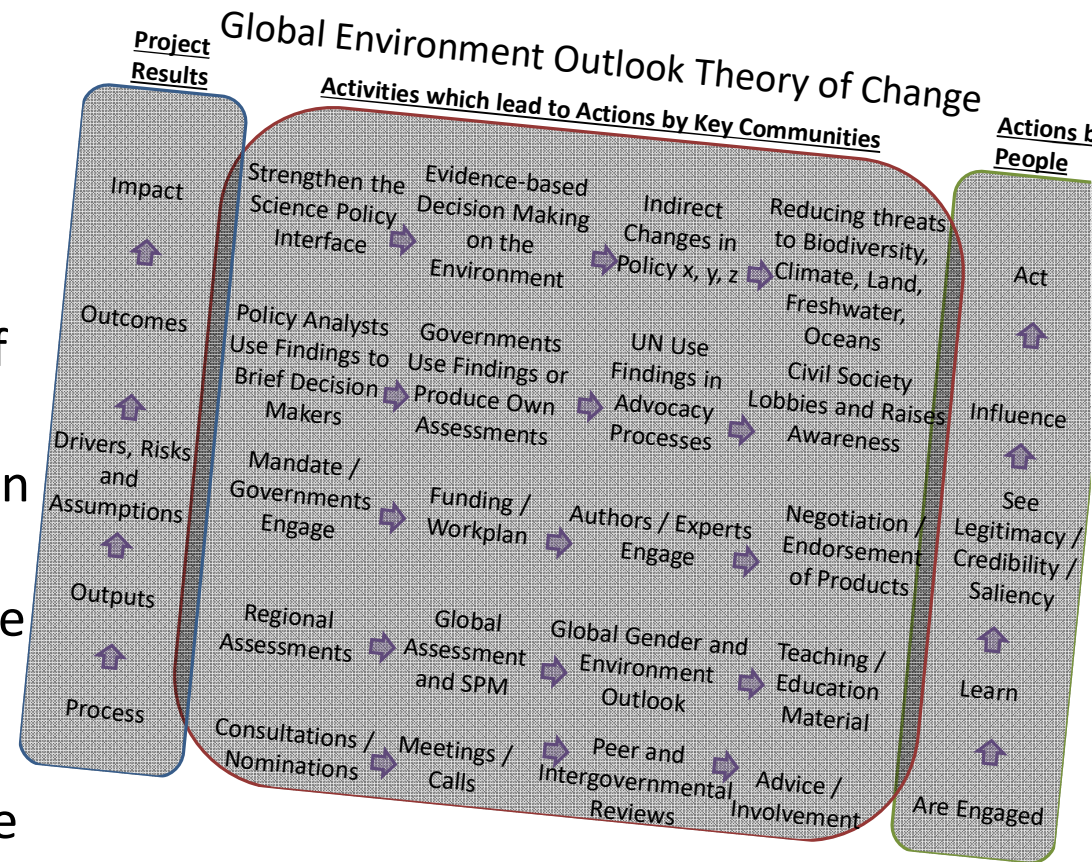 Global Environment Outlook Theory of Change
Project
Results
Impact
Outcomes
Drivers, Risks
and
Assumptions
Outputs
Process
Activities which lead to Actions by Key Communities
Strengthen the
Science Policy
Interface
Evidence-based
Decision Making
on the
Environment
Indirect
Changes in
Policy x, y, z
Reducing threats
to Biodiversity,
Climate, Land,
Freshwater,
Oceans
Policy Analysts
Use Findings to
Brief Decision
Makers
Governments
Use Findings or
Produce Own
Assessments
UN Use
Findings in
Advocacy
Processes
Civil Society
Lobbies and Raises
Awareness
Mandate /
Governments
Engage
Funding /
Workplan
Authors / Experts
Engage
Negotiation /
Endorsement
of Products
Regional
Assessments
Global
Assessment
and SPM
Global Gender and
Environment
Outlook
Teaching /
Education
Material
Consultations /
Nominations
Meetings /
Calls
Peer and
Intergovernmental
Reviews
Advice /
Involvement
Actions
People
Act
Influence
See
Legitimacy /
Credibility /
Saliency
Learn
Are Engaged